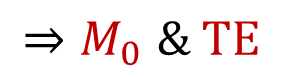 ⇒ M₀ & TE